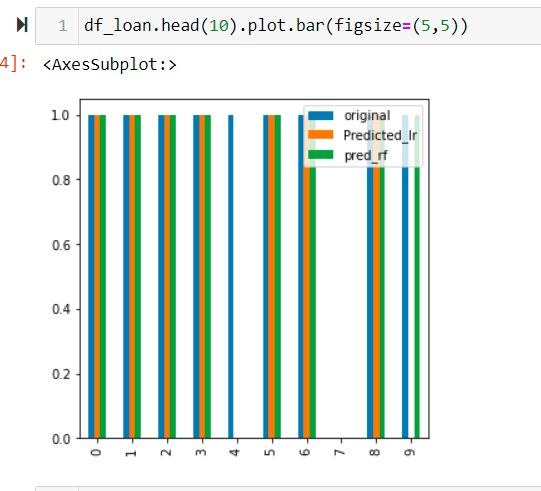 1 df_loan.head(10).plot.bar(figsize=(5,5))
4]: <AxesSubplot:>
original
Predicted_lr
pred_rf
1.0
0.8
0.6
0.4
0.2
0.0
0 1 2 3 4 5 6 7 8 9